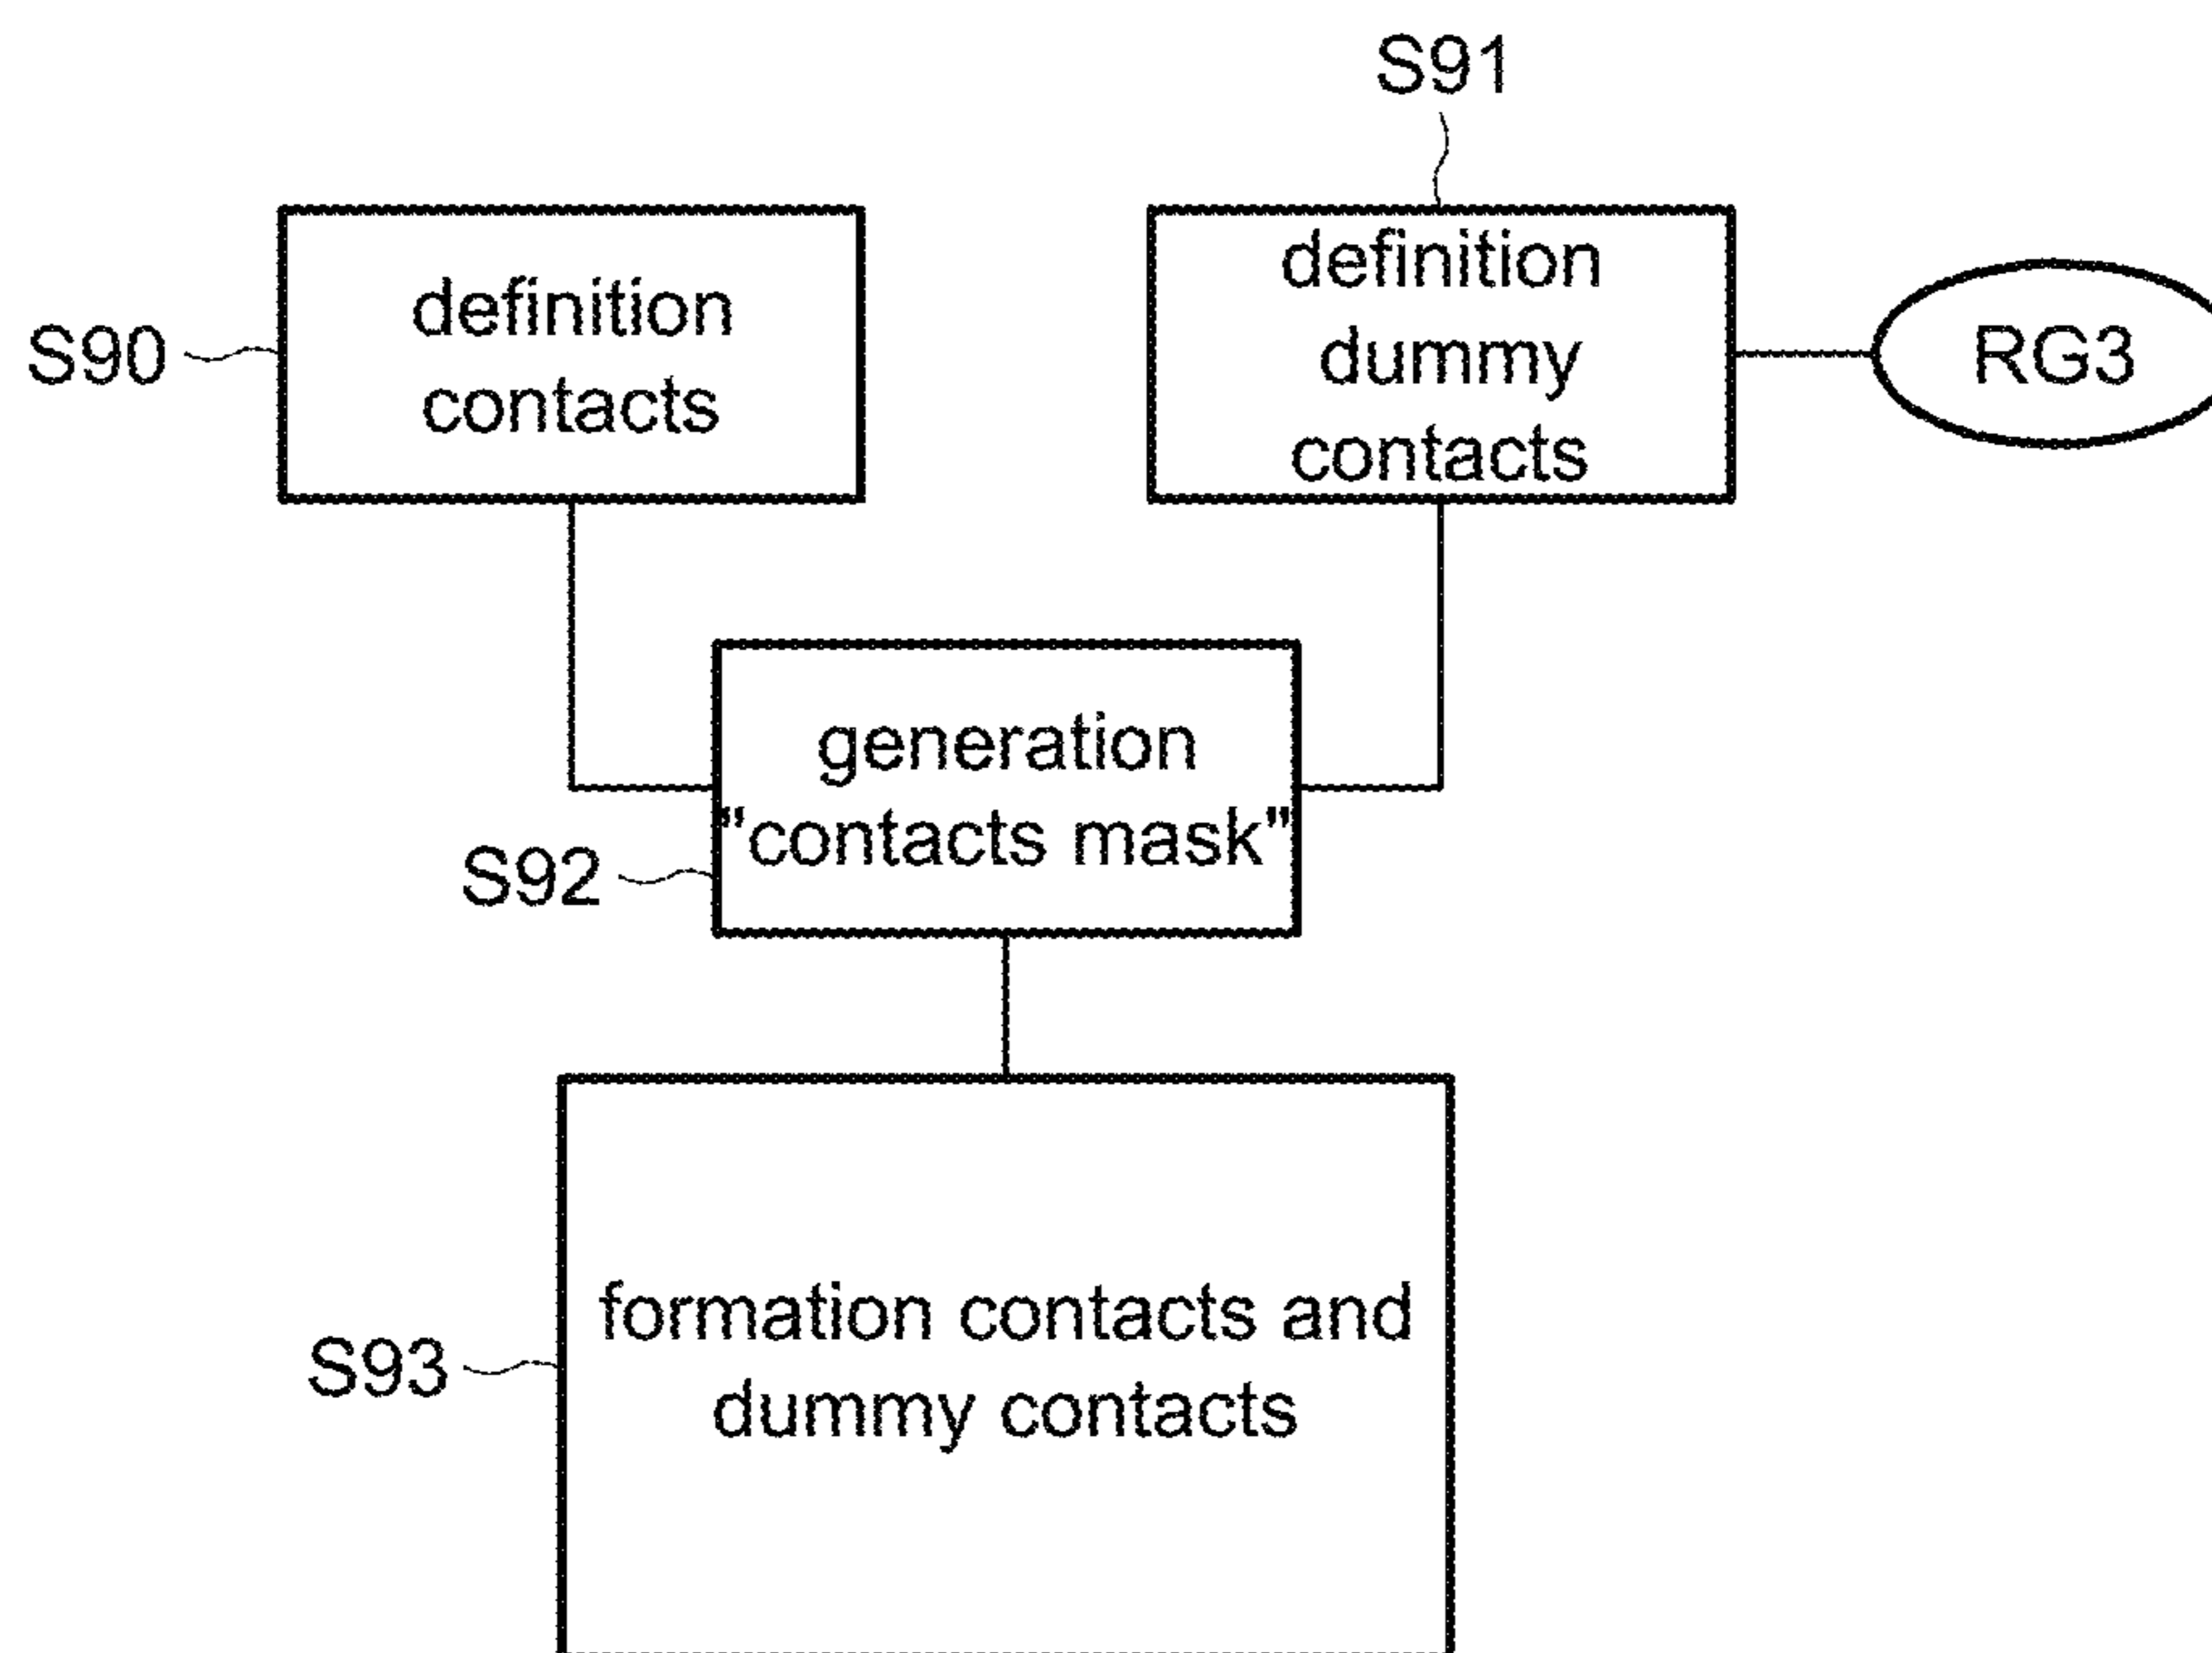 S91
S90
definition
contacts
definition
dummy
contacts
RG3
generation
"contacts mask"
S92
formation contacts and
dummy contacts
S93